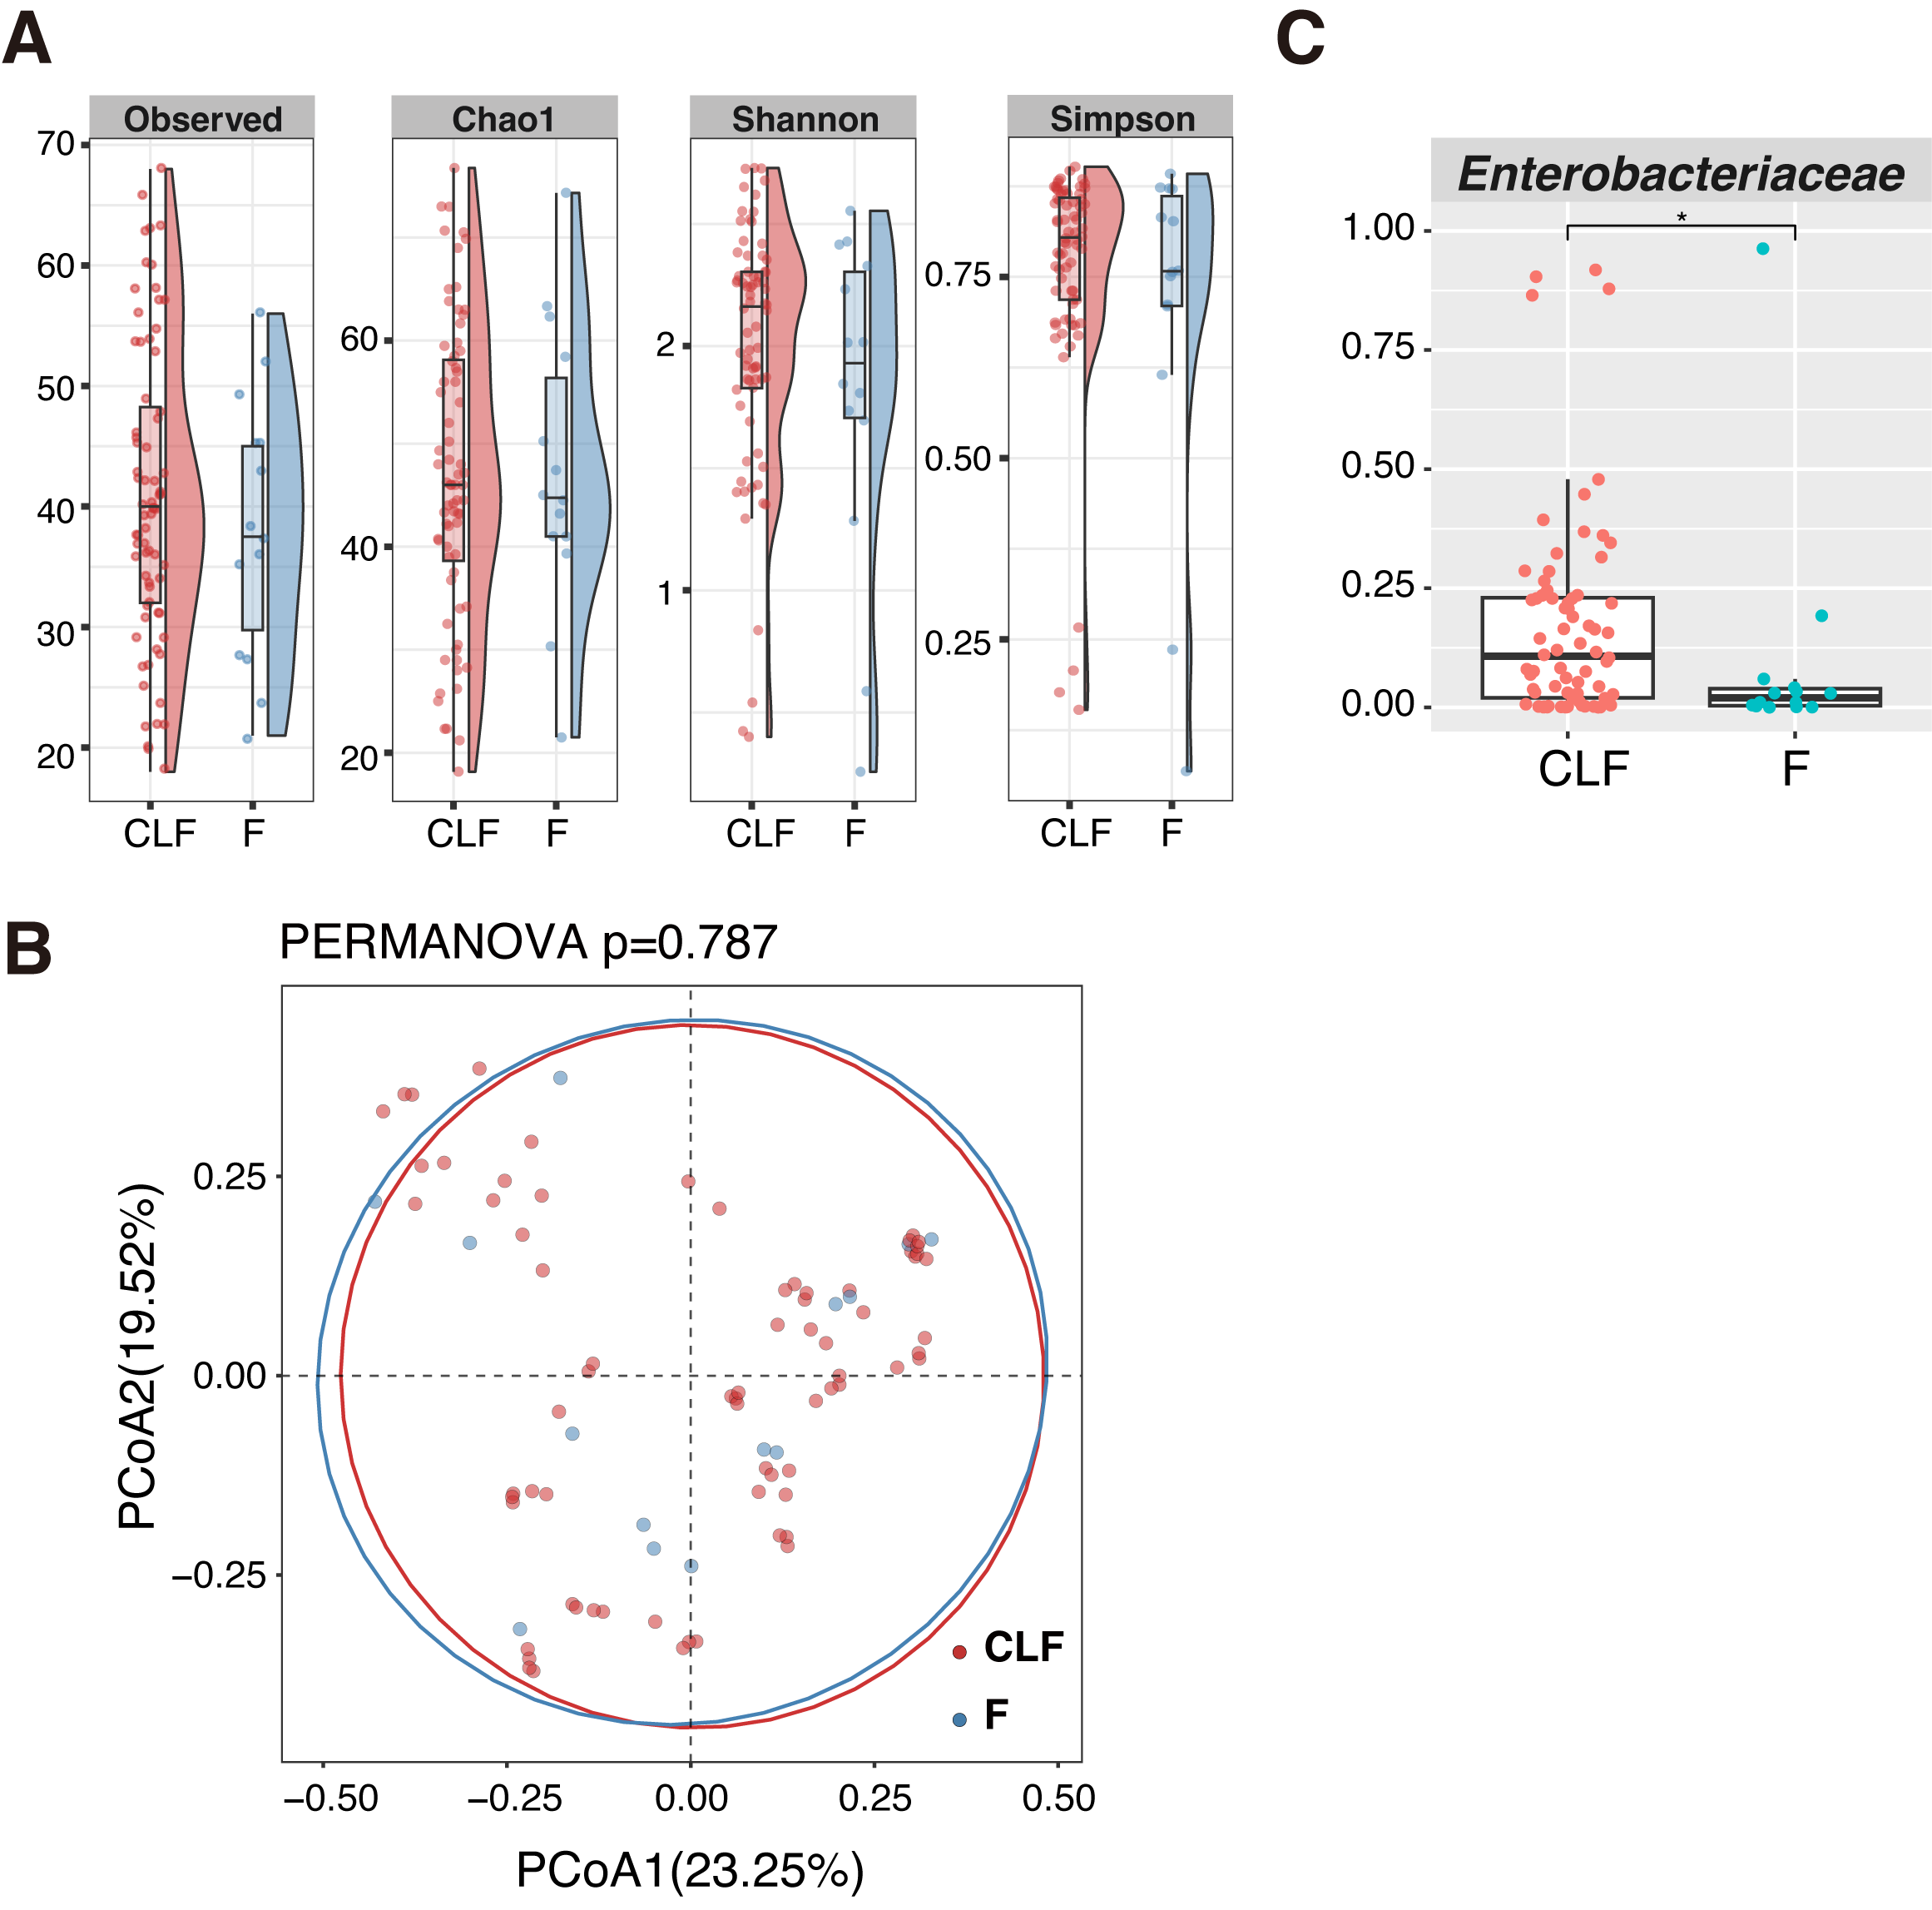 A
C
Observed
Chao1
Shannon
Simpson
Enterobacteriaceae
70
60
50
40
30
20
60
40
20
2
1
0.75
0.50
0.25
1.00
0.75
0.50
0.25
0.00
*
CLF
F
CLF
F
CLF
F
CLF
F
CLF
F
B
PERMANOVA p=0.787
PCoA2(19.52%)
0.25
0.00
−0.25
CLF
F
−0.50
−0.25
0.00
0.25
0.50
PCoA1(23.25%)